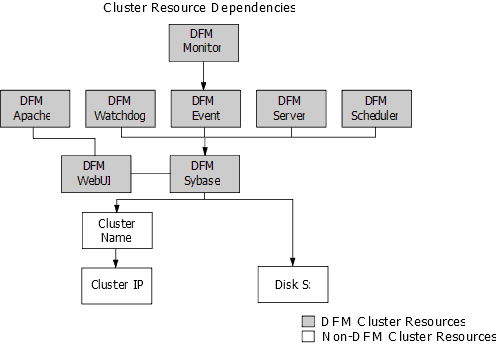 Cluster Resource Dependencies
DFM
Monitor
DFM
Apache
DFM
Watchdog
DFM
Event
DFM
Server
DFM
Scheduler
DFM
WebUI
DFM
Sybase
Cluster
Name
Cluster IP
Disk S:
DFM Cluster Resources
Non-DFM Cluster Resources